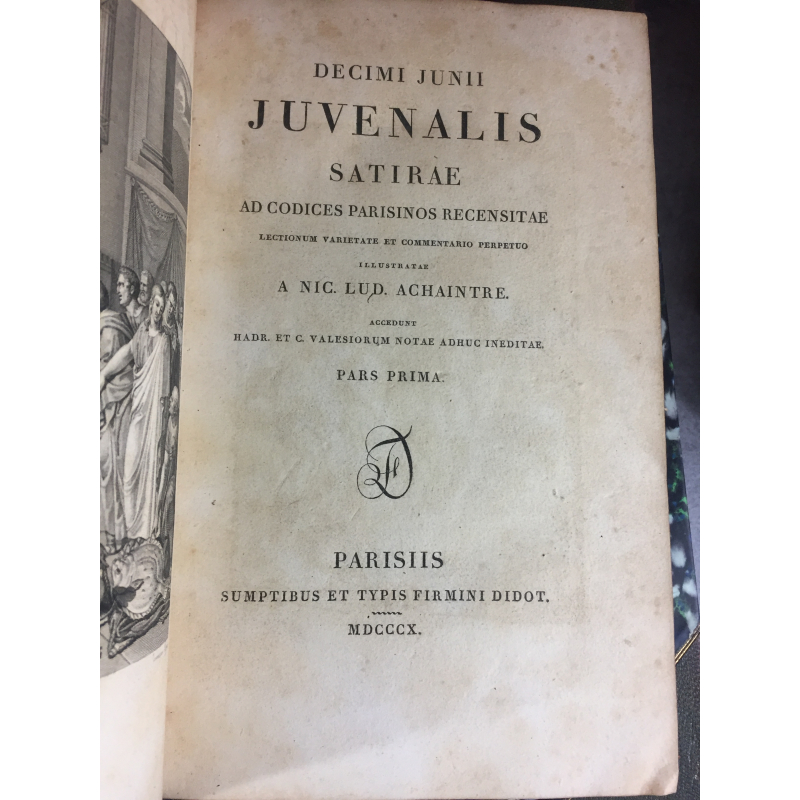 DECIMI JUNII
JUVENALIS
SATIRAE
AD CODICES PARISINOS RECENSITAE
LECTIONUM VARIETATE ET COMMENTARIO PERPETUO
ILLUSTRATAE
A NIC. LUD. ACHAINTRE.
ACCEDUNT
HADR. ET C. VALESIORUM NOTAE ADHUC INEDITAE.
PARS PRIMA.
FD
PARISIIS
SUMPTIBUS ET TYPIS FIRMINI DIDOT.
MDCCCX.